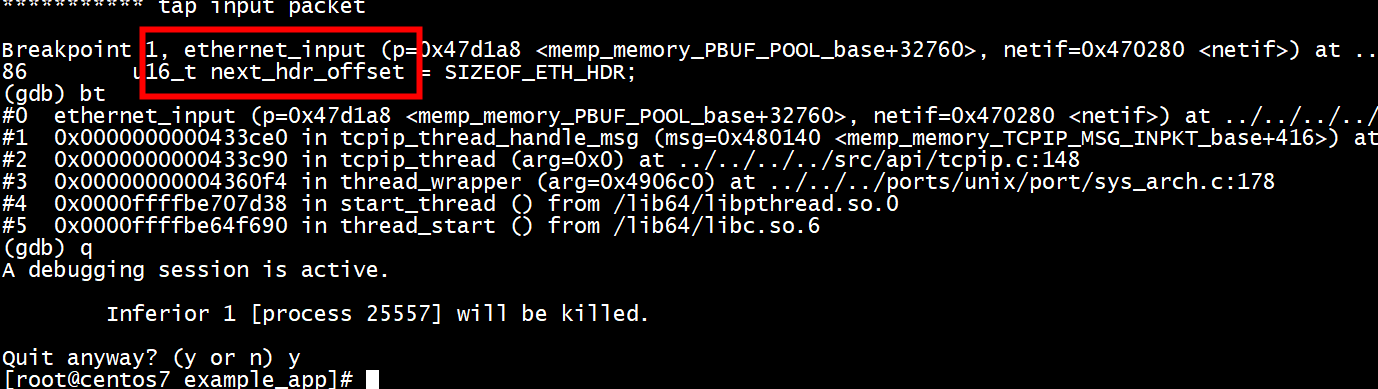 *********** tap input packet
Breakpoint 1, ethernet_input (p=0x47d1a8 <memp_memory_PBUF_POOL_base+32760>, netif=0x470280 <netif>) at ..
86 u16_t next_hdr_offset = SIZEOF_ETH_HDR;
(gdb) bt
#0 ethernet_input (p=0x47d1a8 <memp_memory_PBUF_POOL_base+32760>, netif=0x470280 <netif>) at ../../../../
#1 0x0000000000433ce0 in tcpip_thread_handle_msg (msg=0x480140 <memp_memory_TCPIP_MSG_INPKT_base+416>) at
#2 0x0000000000433c90 in tcpip_thread (arg=0x0) at ../../../../src/api/tcpip.c:148
#3 0x00000000004360f4 in thread_wrapper (arg=0x4906c0) at ../../../ports/unix/port/sys_arch.c:178
#4 0x0000ffffbe707d38 in start_thread () from /lib64/libpthread.so.0
#5 0x0000ffffbe64f690 in thread_start () from /lib64/libc.so.6
(gdb) q
A debugging session is active.
Inferior 1 [process 25557] will be killed.
Quit anyway? (y or n) y
[root@centos7 example_app]#